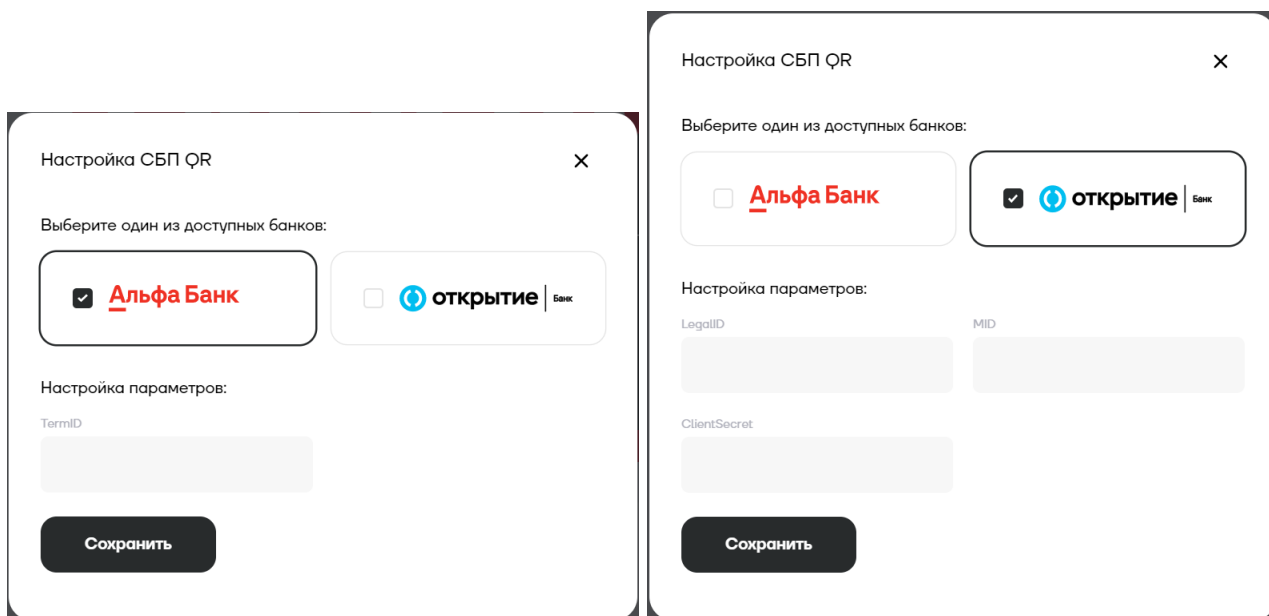 Настройка СБП QR
Выберите один из доступных банков:
Альфа Банк
открытие Банк
Настройка параметров:
TermID
Сохранить
Настройка СБП QR
Выберите один из доступных банков:
Альфа Банк
открытие Банк
Настройка параметров:
LegalID
MID
ClientSecret
Сохранить